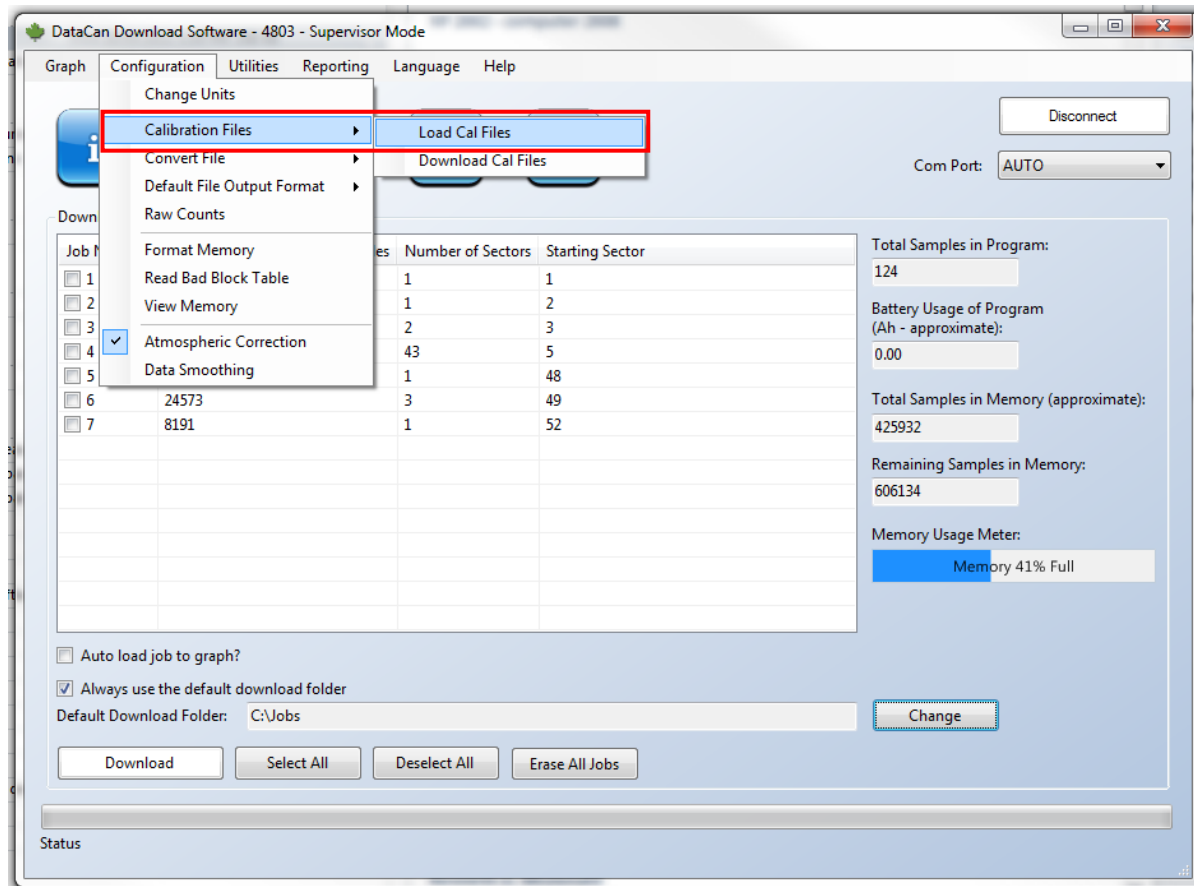 DataCan Download Software - 4803 - Supervisor Mode
Graph Configuration Utilities Reporting Language Help
Change Units
Calibration Files
Convert File
Default File Output Format
Raw Counts
Format Memory
Read Bad Block Table
View Memory
Atmospheric Correction
Data Smoothing
Load Cal Files
Download Cal Files
Disconnect
Com Port: AUTO
Down
Job N es Number of Sectors Starting Sector
1 1 1
2 1 2
3 2 3
4 43 5
5 1 48
6 24573 3 49
7 8191 1 52
Total Samples in Program:
124
Battery Usage of Program
(Ah - approximate):
0.00
Total Samples in Memory (approximate):
425932
Remaining Samples in Memory:
606134
Memory Usage Meter:
Memory 41% Full
Auto load job to graph?
Always use the default download folder
Default Download Folder: C:\Jobs Change
Download Select All Deselect All Erase All Jobs
Status